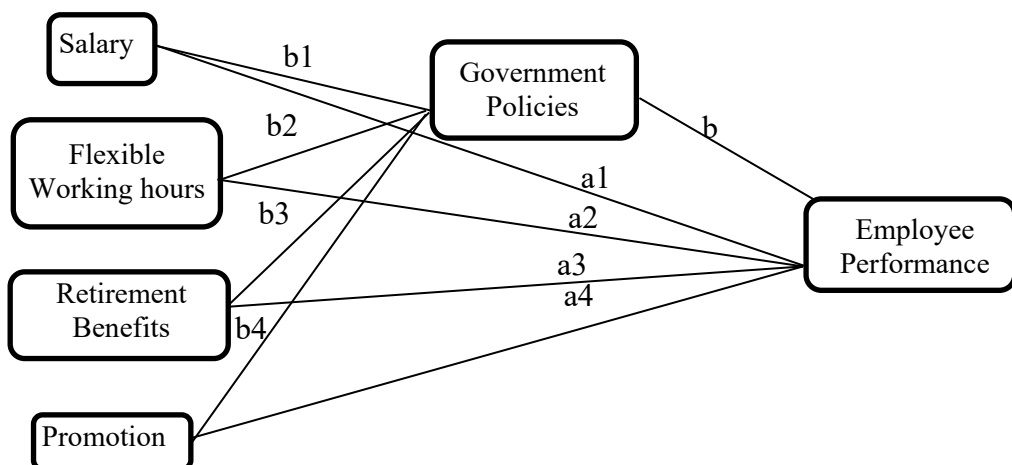 Salary
b1
Government
Policies
b2
b
Flexible
Working hours
a1
a2
b3
Employee
Performance
a3
Retirement
Benefits
a4
b4
Promotion